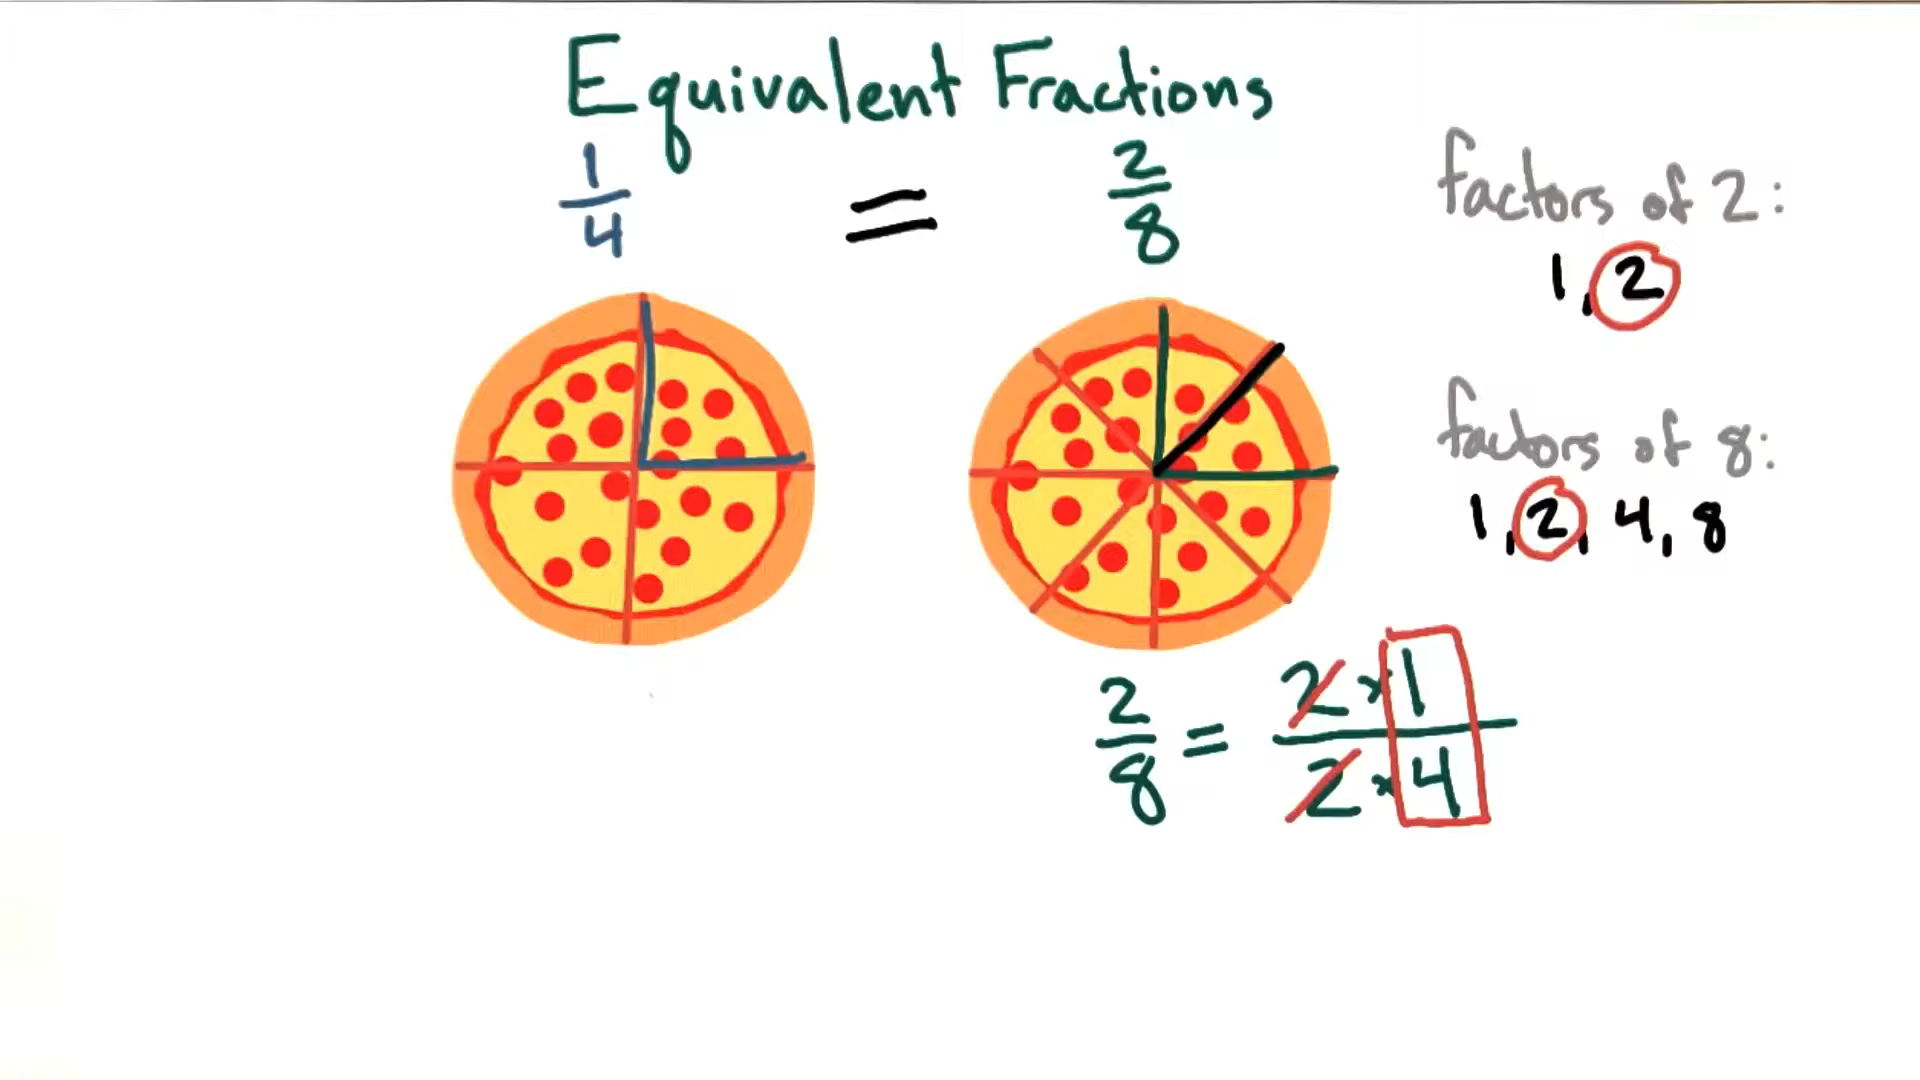 Equivalent Fractions
1/4 = 2/8
factors of 2:
1, 2
factors of 8:
1, 2, 4, 8
2/8 = 2 × 1 / 2 × 4